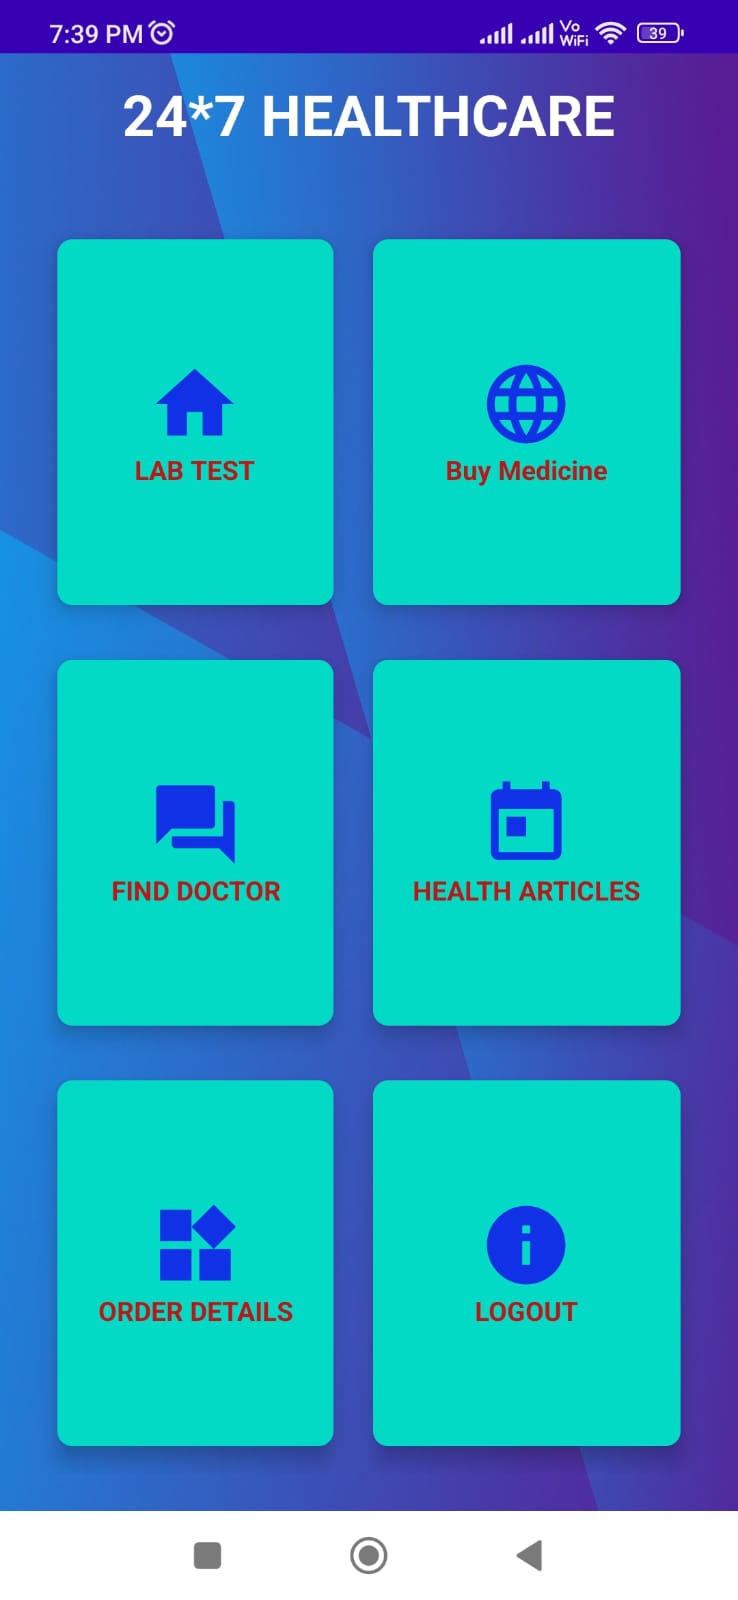 7:39 PM
Vo
WiFi
39
24*7 HEALTHCARE
LAB TEST
Buy Medicine
FIND DOCTOR
HEALTH ARTICLES
ORDER DETAILS
LOGOUT